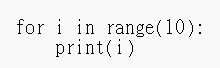 for i in range(10):
    print(i)